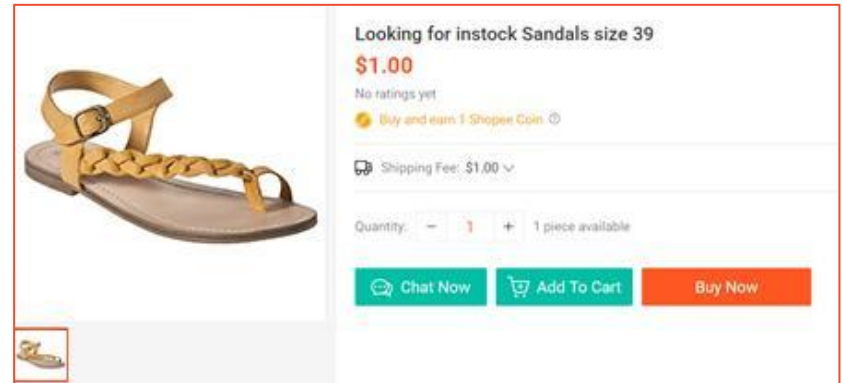 Looking for instock Sandals size 39
$1.00
No ratings yet
Buy and earn 1 Shopee Coin
Shipping Fee: $1.00
Quantity: − 1 + 1 piece available
Chat Now Add To Cart Buy Now